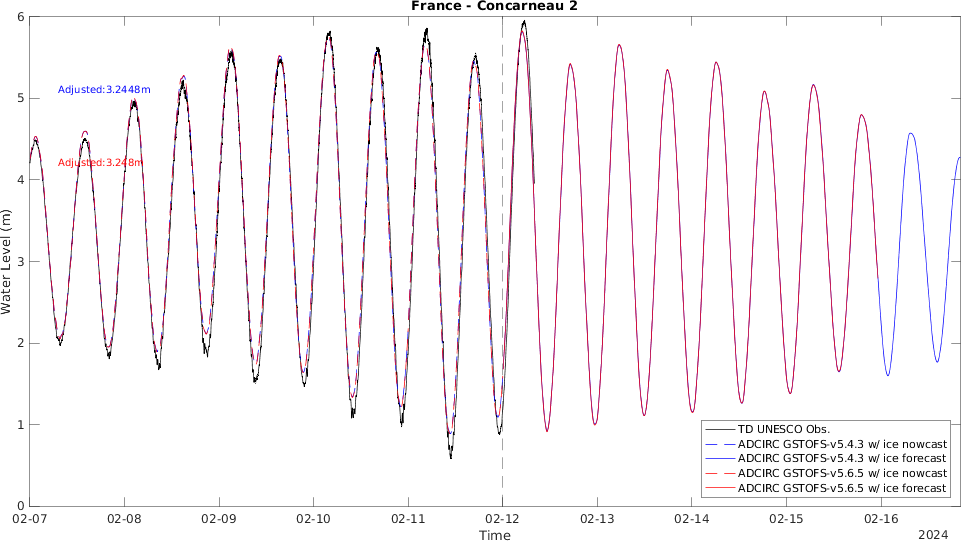 France - Concarneau 2
6
5
4
3
2
1
0
Water Level (m)
Adjusted:3.2448m
Adjusted:3.248m
TD UNESCO Obs.
ADCIRC GSTOFS-v5.4.3 w/ ice nowcast
ADCIRC GSTOFS-v5.4.3 w/ ice forecast
ADCIRC GSTOFS-v5.6.5 w/ ice nowcast
ADCIRC GSTOFS-v5.6.5 w/ ice forecast
02-07 02-08 02-09 02-10 02-11 02-12 02-13 02-14 02-15 02-16
Time
2024